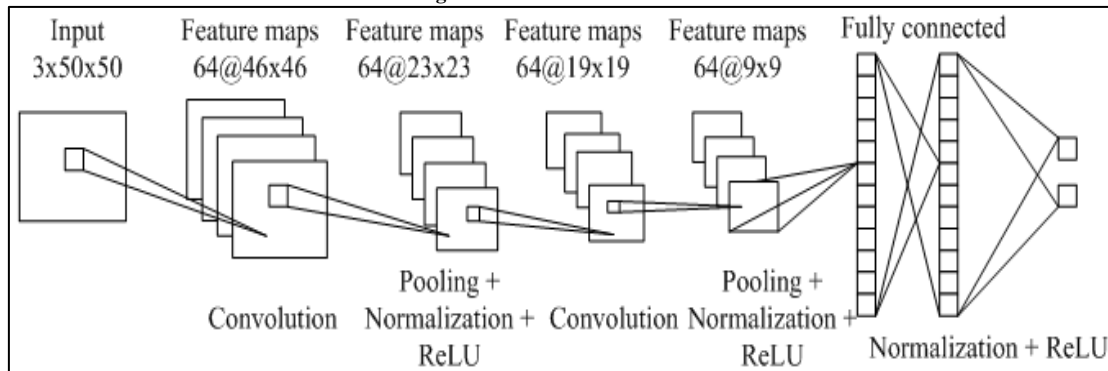 Input
3x50x50
Feature maps
64@46x46
Feature maps
64@23x23
Feature maps
64@19x19
Feature maps
64@9x9
Fully connected
Convolution
Pooling +
Normalization +
ReLU
Convolution
Pooling +
Normalization +
ReLU
Normalization + ReLU